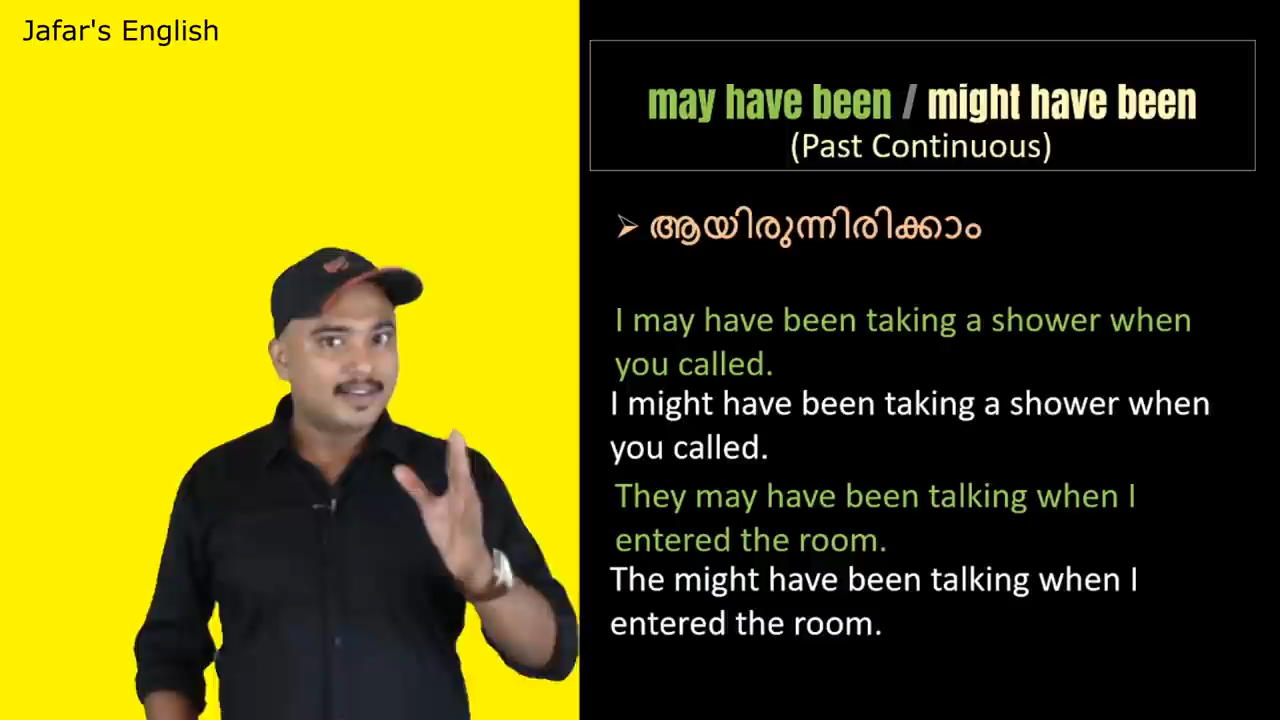 Jafar's English
may have been / might have been
(Past Continuous)
➢ ആയിരുന്നിരിക്കാം
I may have been taking a shower when
you called.
I might have been taking a shower when
you called.
They may have been talking when I
entered the room.
The might have been talking when I
entered the room.